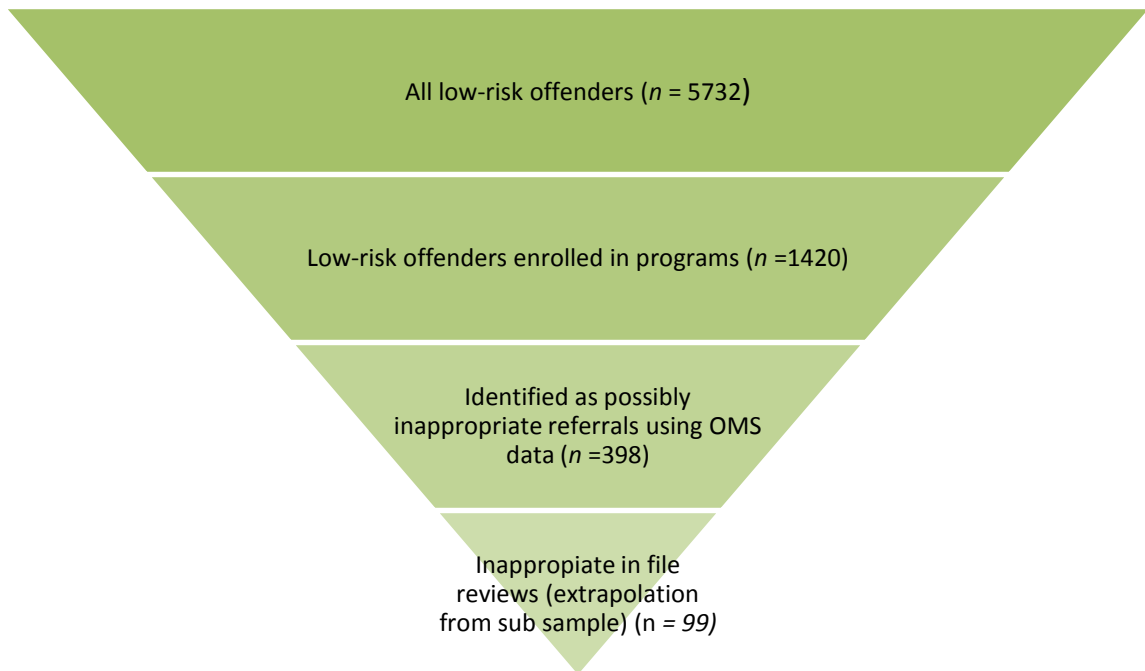 All low-risk offenders (n = 5732)
Low-risk offenders enrolled in programs (n =1420)
Identified as possibly
inappropriate referrals using OMS
data (n =398)
Inappropiate in file
reviews (extrapolation
from sub sample) (n = 99)